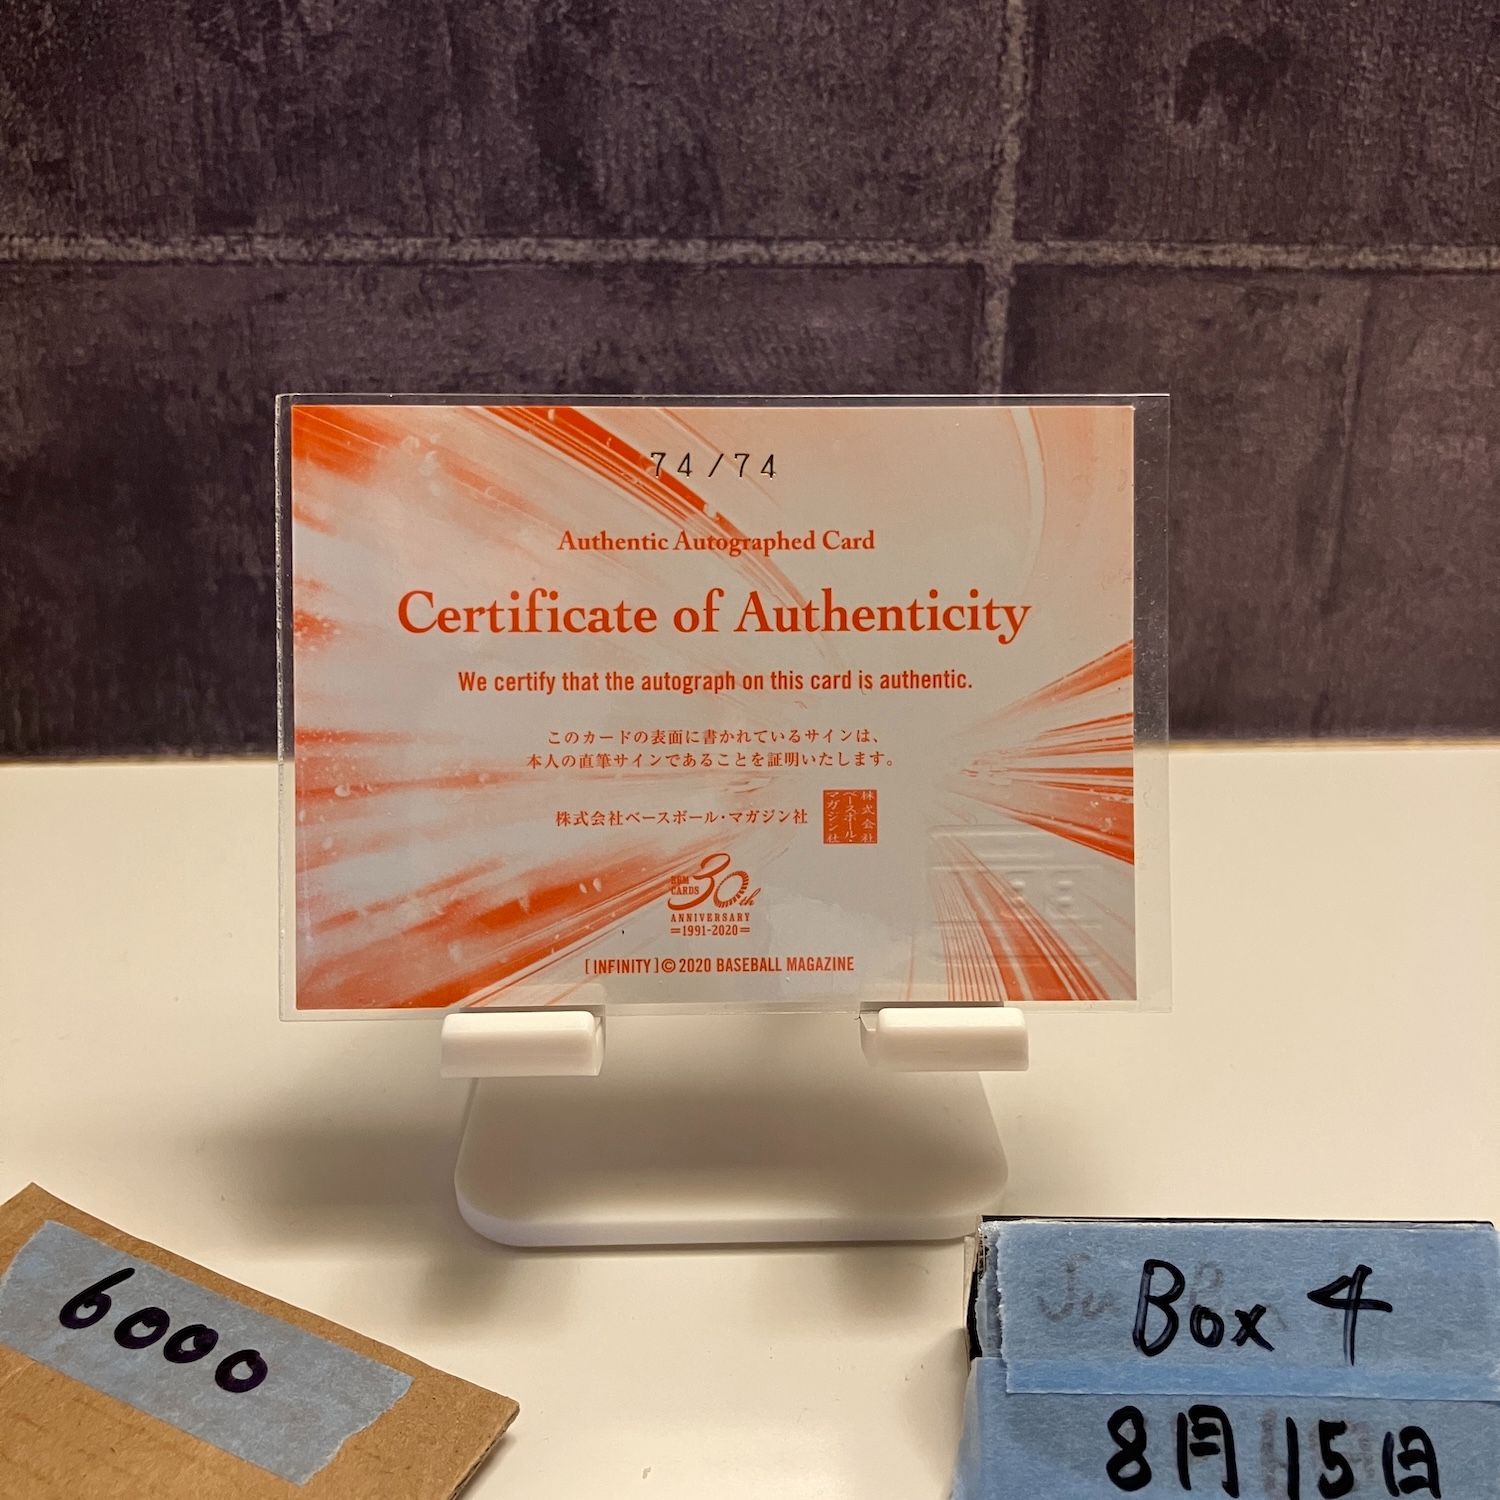 74/74
Authentic Autographed Card
Certificate of Authenticity
We certify that the autograph on this card is authentic.
このカードの表面に書かれているサインは、
本人の直筆サインであることを証明いたします。
株式会社ベースボール・マガジン社
株式会社
ベースボール・
マガジン社
BBM
CARDS
30th
ANNIVERSARY
=1991-2020=
[INFINITY]© 2020 BASEBALL MAGAZINE
6000
Box 4
8月15日